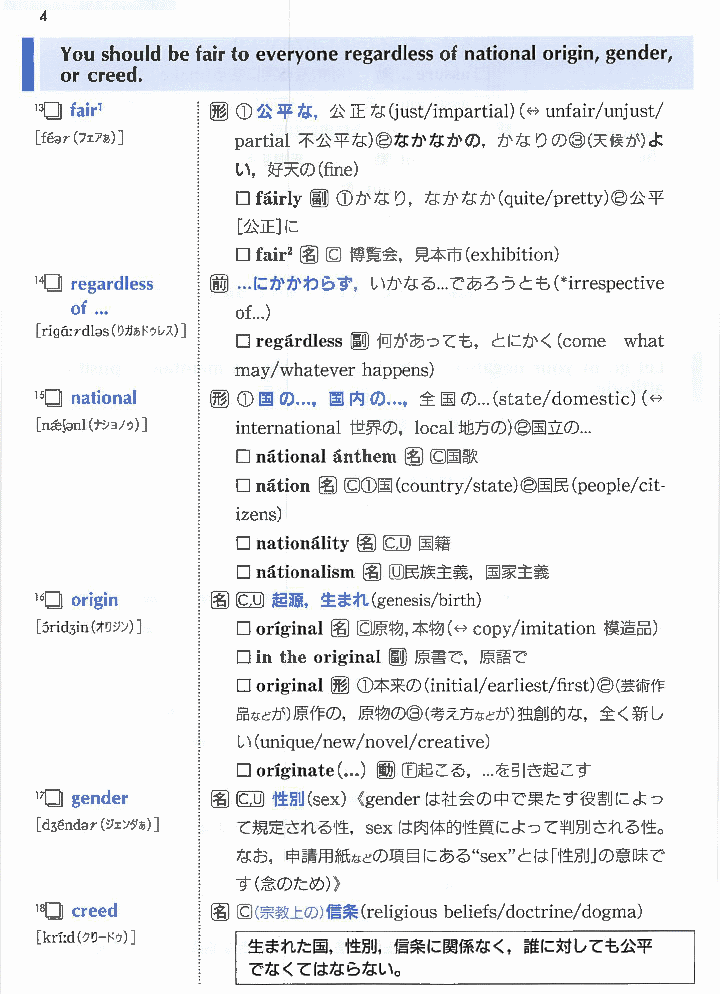 4
You should be fair to everyone regardless of national origin, gender,
or creed.
13□ fair¹
[féər(フェアぁ)]
形 ①公平な，公正な(just/impartial)(↔ unfair/unjust/
partial 不公平な)②なかなかの，かなりの③(天候が)よ
い，好天の(fine)
□ fáirly 副 ①かなり，なかなか(quite/pretty)②公平
[公正]に
□ fair² 名 C 博覧会，見本市(exhibition)
14□ regardless
of ...
[rigɑ́ːrdləs(リガぁドゥレス)]
前 …にかかわらず，いかなる…であろうとも(*irrespective
of...)
□ regárdless 副 何があっても，とにかく(come what
may/whatever happens)
15□ national
[nǽʃənl(ナショノぅ)]
形 ①国の…，国内の…，全国の…(state/domestic)(↔
international 世界の，local 地方の)②国立の…
□ nátional ánthem 名 C国歌
□ nátion 名 C①国(country/state)②国民(people/cit-
izens)
□ nationálity 名 C,U 国籍
□ nátionalism 名 U民族主義，国家主義
16□ origin
[ɔ́ridʒin(オリジン)]
名 C,U 起源，生まれ(genesis/birth)
□ oríginal 名 C原物，本物(↔ copy/imitation 模造品)
□ in the original 副 原書で，原語で
□ original 形 ①本来の(initial/earliest/first)②(芸術作
品などが)原作の，原物の③(考え方などが)独創的な，全く新し
い(unique/new/novel/creative)
□ oríginate(...) 動 F起こる，…を引き起こす
17□ gender
[dʒéndər(ジェンダぁ)]
名 C,U 性別(sex)《gender は社会の中で果たす役割によっ
て規定される性，sex は肉体的性質によって判別される性。
なお，申請用紙などの項目にある“sex”とは「性別」の意味で
す(念のため)》
18□ creed
[kríːd(クリードゥ)]
名 C(宗教上の)信条(religious beliefs/doctrine/dogma)
生まれた国，性別，信条に関係なく，誰に対しても公平
でなくてはならない。